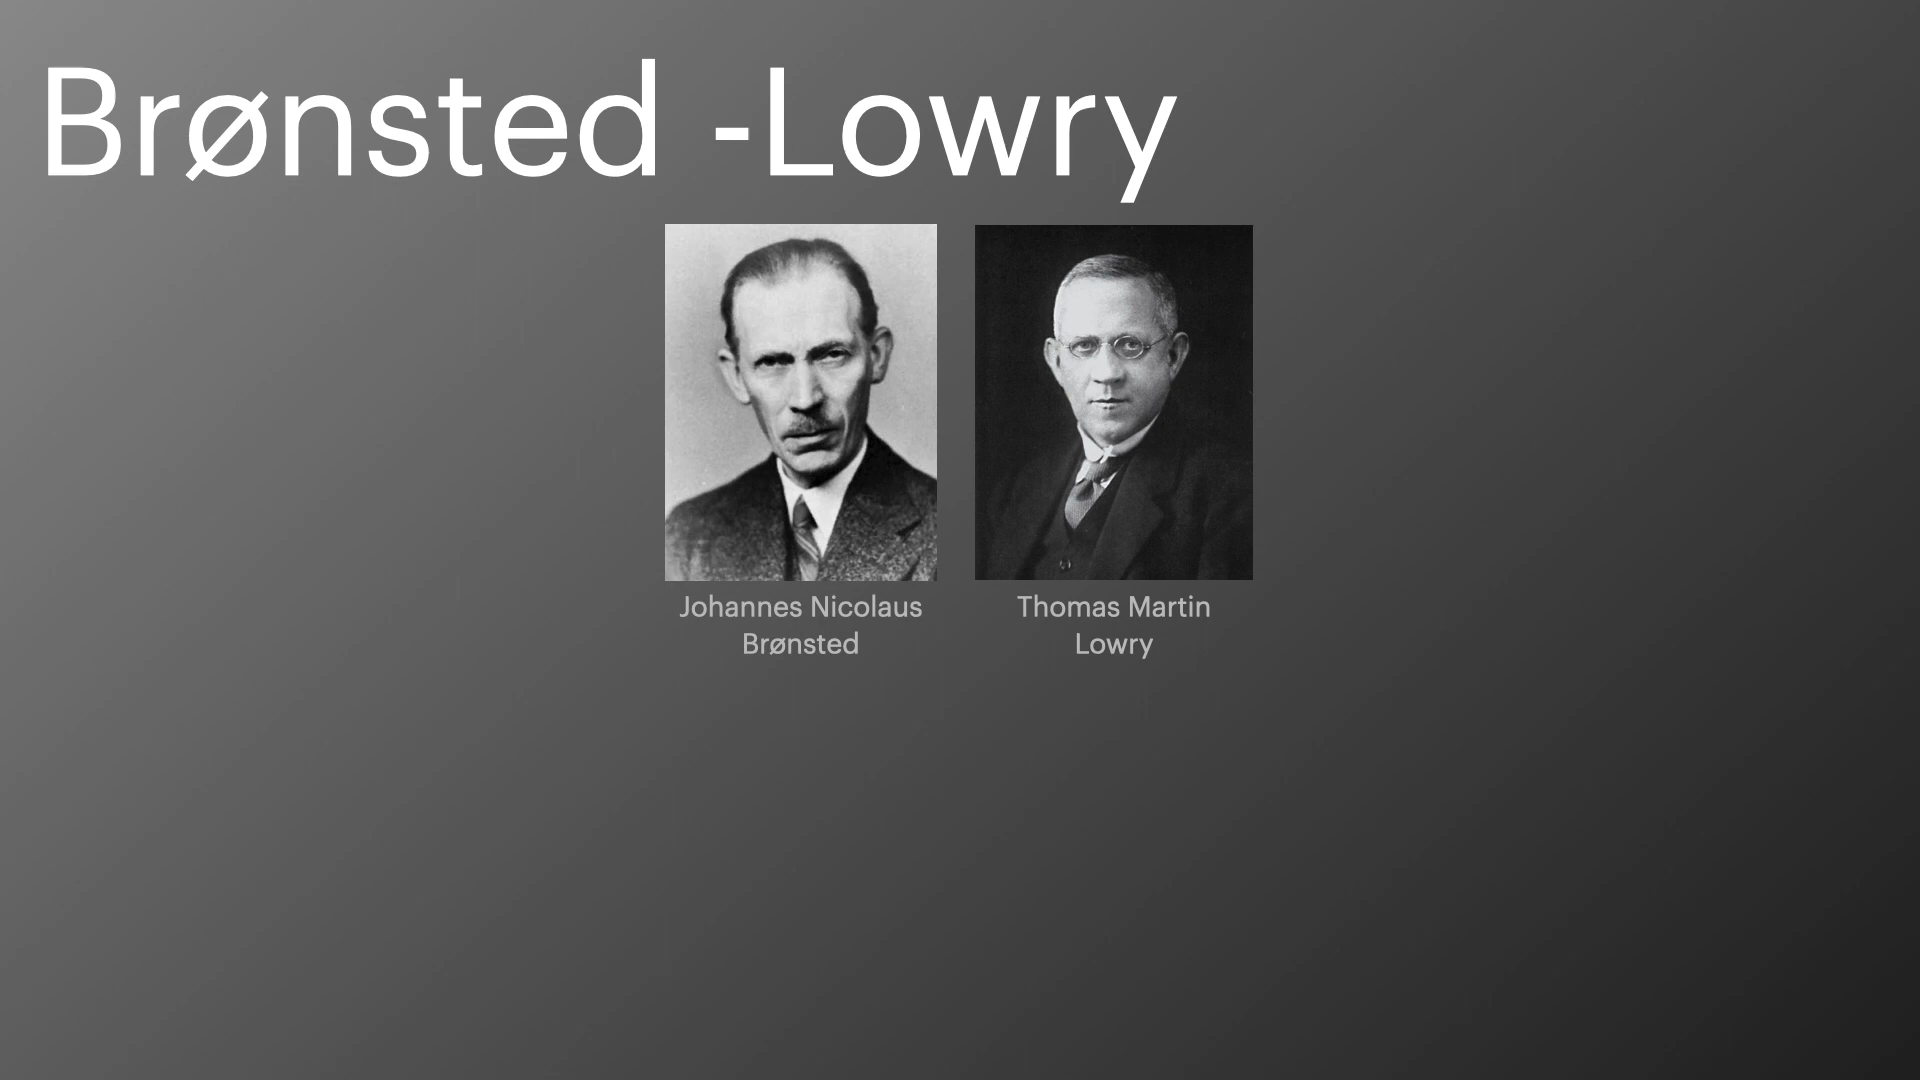 Brønsted -Lowry
Johannes Nicolaus
Brønsted
Thomas Martin
Lowry